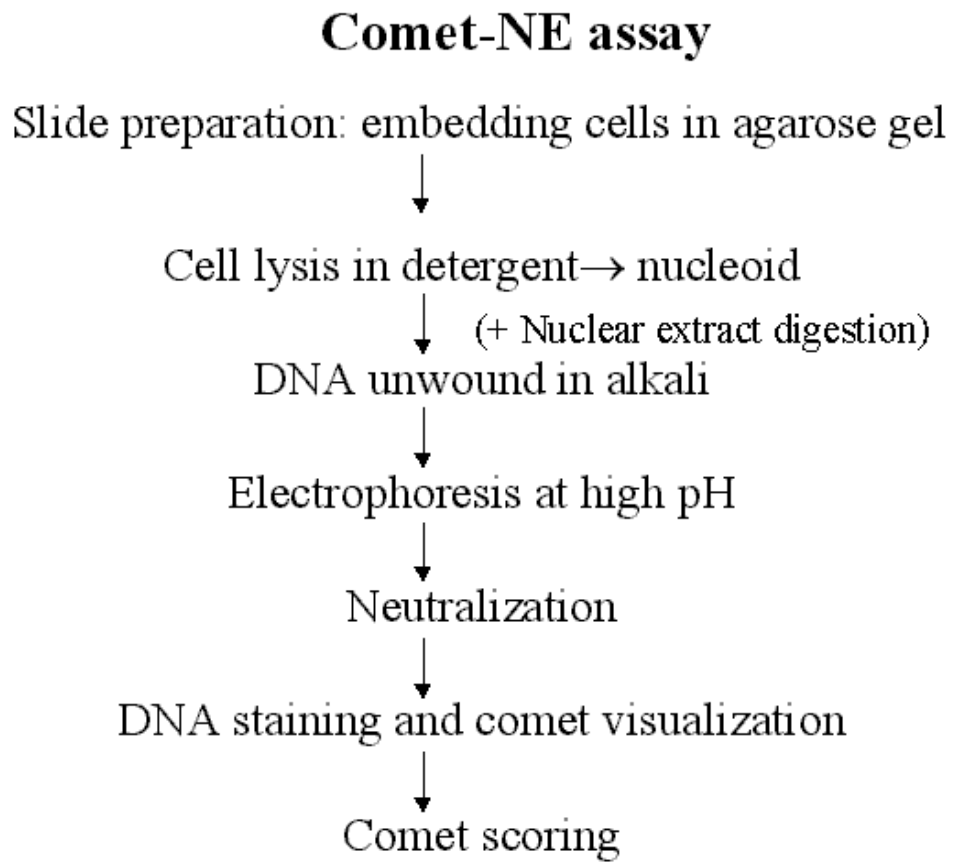 Comet-NE assay
Slide preparation: embedding cells in agarose gel
Cell lysis in detergent→ nucleoid
(+ Nuclear extract digestion)
DNA unwound in alkali
Electrophoresis at high pH
Neutralization
DNA staining and comet visualization
Comet scoring